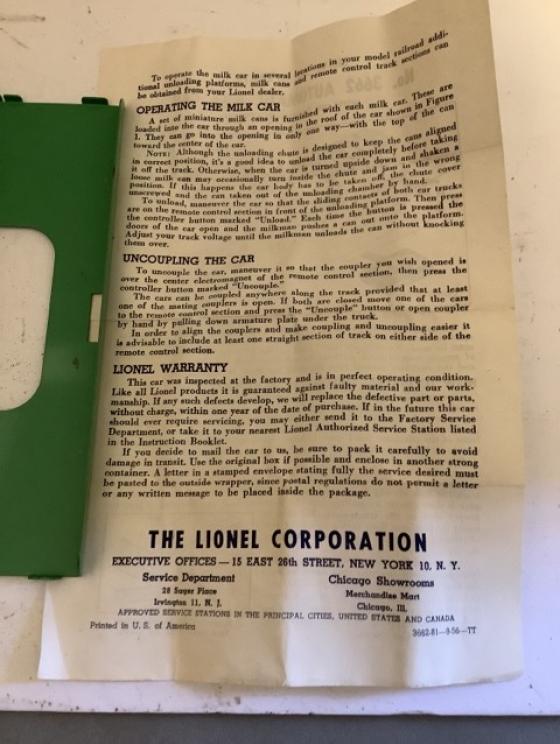 To operate the milk car in several locations in your model railroad addi-
tional unloading platforms, milk cans and remote control track sections can
be obtained from your Lionel dealer.
OPERATING THE MILK CAR
A set of miniature milk cans is furnished with each milk car. These are
loaded into the car through an opening in the roof of the car shown in Figure
1. They can go into the opening in only one way—with the top of the can
toward the center of the car.
NOTE: Although the unloading chute is designed to keep the cans aligned
in correct position, it's a good idea to unload the car completely before taking
it off the track. Otherwise, when the car is turned upside down and shaken a
loose milk can may occasionally turn inside the chute and jam in the wrong
position. If this happens the car body has to be taken off, the chute cover
unscrewed and the can taken out of the unloading chamber by hand.
To unload, maneuver the car so that the sliding contacts of both car trucks
are on the remote control section in front of the unloading platform. Then press
the controller button marked "Unload." Each time the button is pressed the
doors of the car open and the milkman pushes a can out onto the platform.
Adjust your track voltage until the milkman unloads the can without knocking
them over.
UNCOUPLING THE CAR
To uncouple the car, maneuver it so that the coupler you wish opened is
over the center electromagnet of the remote control section, then press the
controller button marked "Uncouple."
The cars can be coupled anywhere along the track provided that at least
one of the mating couplers is open. If both are closed move one of the cars
to the remote control section and press the "Uncouple" button or open coupler
by hand by pulling down armature plate under the truck.
In order to align the couplers and make coupling and uncoupling easier it
is advisable to include at least one straight section of track on either side of the
remote control section.
LIONEL WARRANTY
This car was inspected at the factory and is in perfect operating condition.
Like all Lionel products it is guaranteed against faulty material and our work-
manship. If any such defects develop, we will replace the defective part or parts,
without charge, within one year of the date of purchase. If in the future this car
should ever require servicing, you may either send it to the Factory Service
Department, or take it to your nearest Lionel Authorized Service Station listed
in the Instruction Booklet.
If you decide to mail the car to us, be sure to pack it carefully to avoid
damage in transit. Use the original box if possible and enclose in another strong
container. A letter in a stamped envelope stating fully the service desired must
be pasted to the outside wrapper, since postal regulations do not permit a letter
or any written message to be placed inside the package.
THE LIONEL CORPORATION
EXECUTIVE OFFICES — 15 EAST 26th STREET, NEW YORK 10, N. Y.
Service Department
28 Sager Place
Irvington 11, N. J.
Chicago Showrooms
Merchandise Mart
Chicago, Ill.
APPROVED SERVICE STATIONS IN THE PRINCIPAL CITIES, UNITED STATES AND CANADA
Printed in U. S. of America
3662-81—9-56—TT